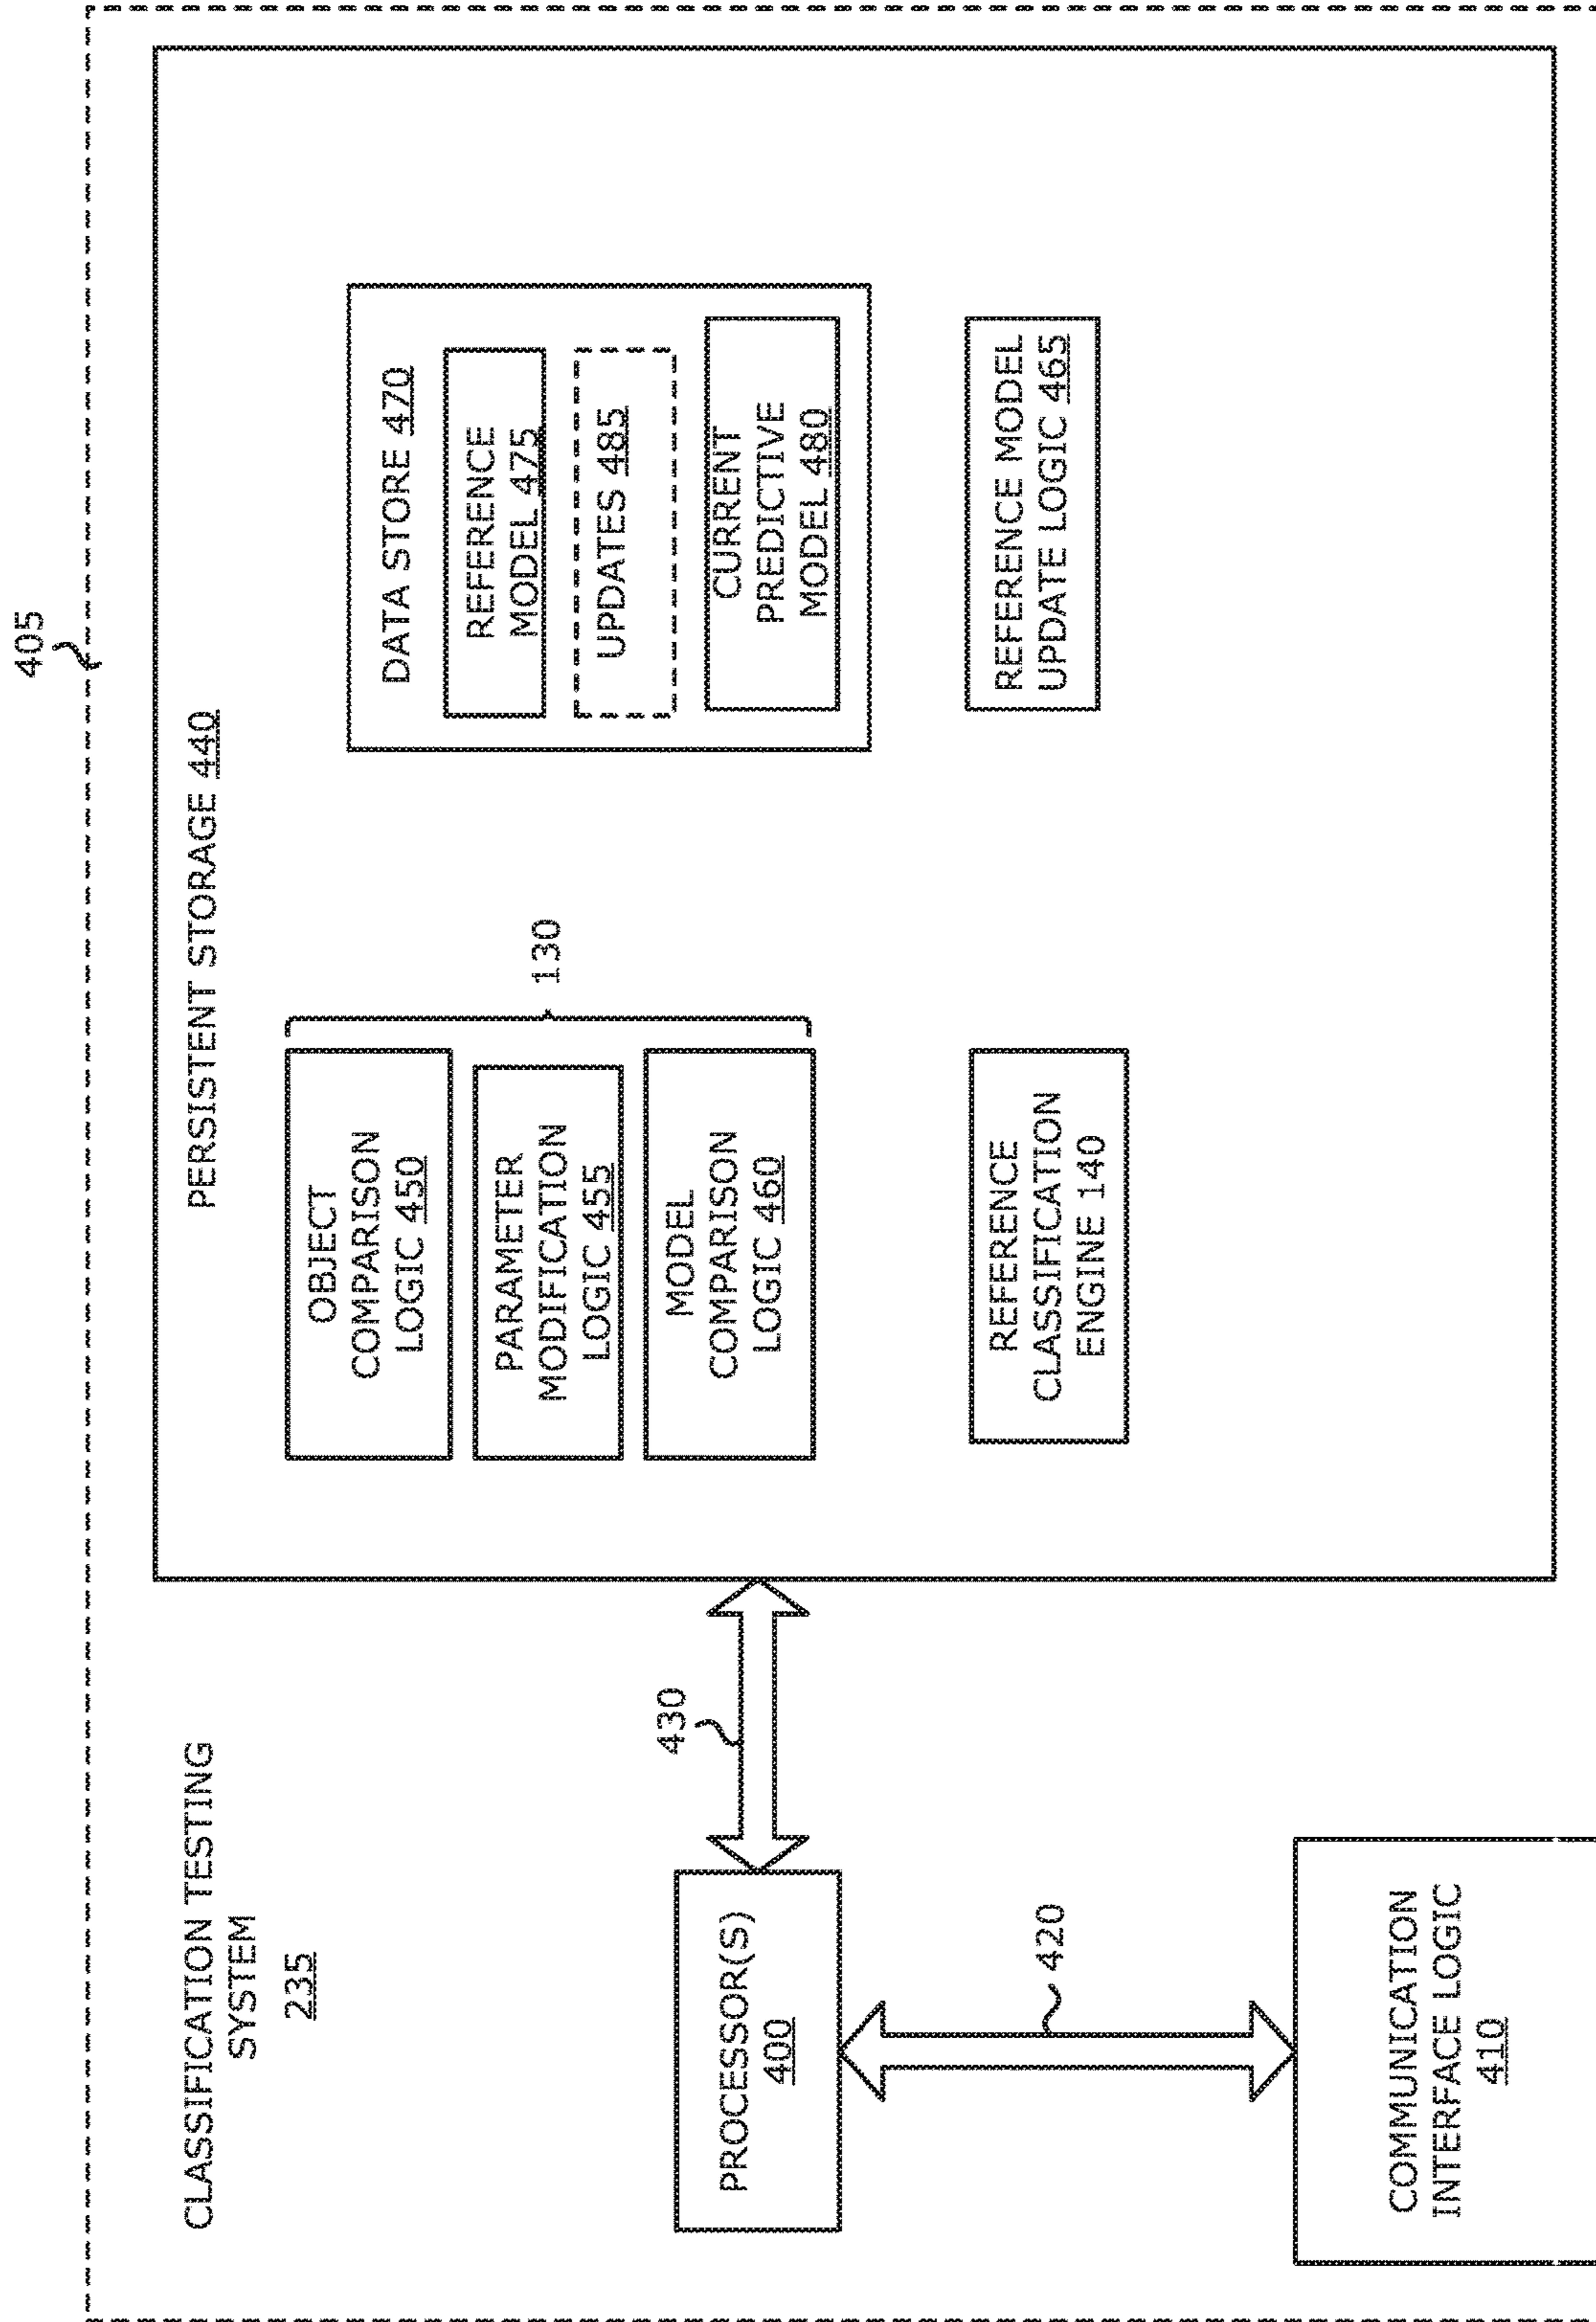 405
CLASSIFICATION TESTING
SYSTEM
235
PERSISTENT STORAGE 440
OBJECT
COMPARISON
LOGIC 450
PARAMETER
MODIFICATION
LOGIC 455
MODEL
COMPARISON
LOGIC 460
130
DATA STORE 470
REFERENCE
MODEL 475
UPDATES 485
CURRENT
PREDICTIVE
MODEL 480
430
PROCESSOR(S)
400
REFERENCE
CLASSIFICATION
ENGINE 140
REFERENCE MODEL
UPDATE LOGIC 465
420
COMMUNICATION
INTERFACE LOGIC
410